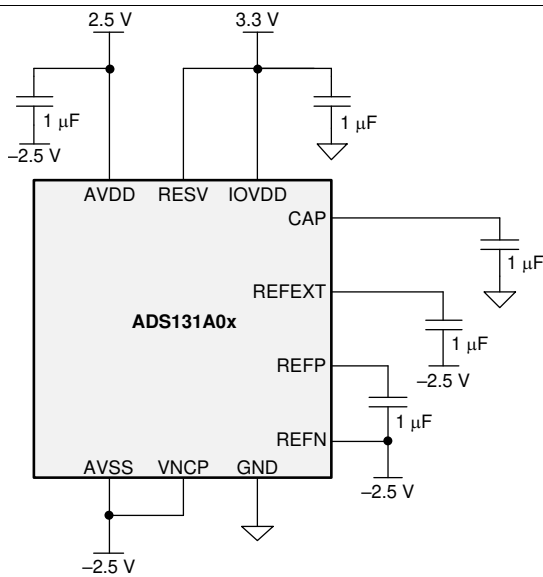 2.5 V
3.3 V
1 μF
–2.5 V
1 μF
AVDD
RESV
IOVDD
CAP
1 μF
REFEXT
ADS131A0x
1 μF
–2.5 V
REFP
1 μF
REFN
–2.5 V
AVSS
VNCP
GND
–2.5 V